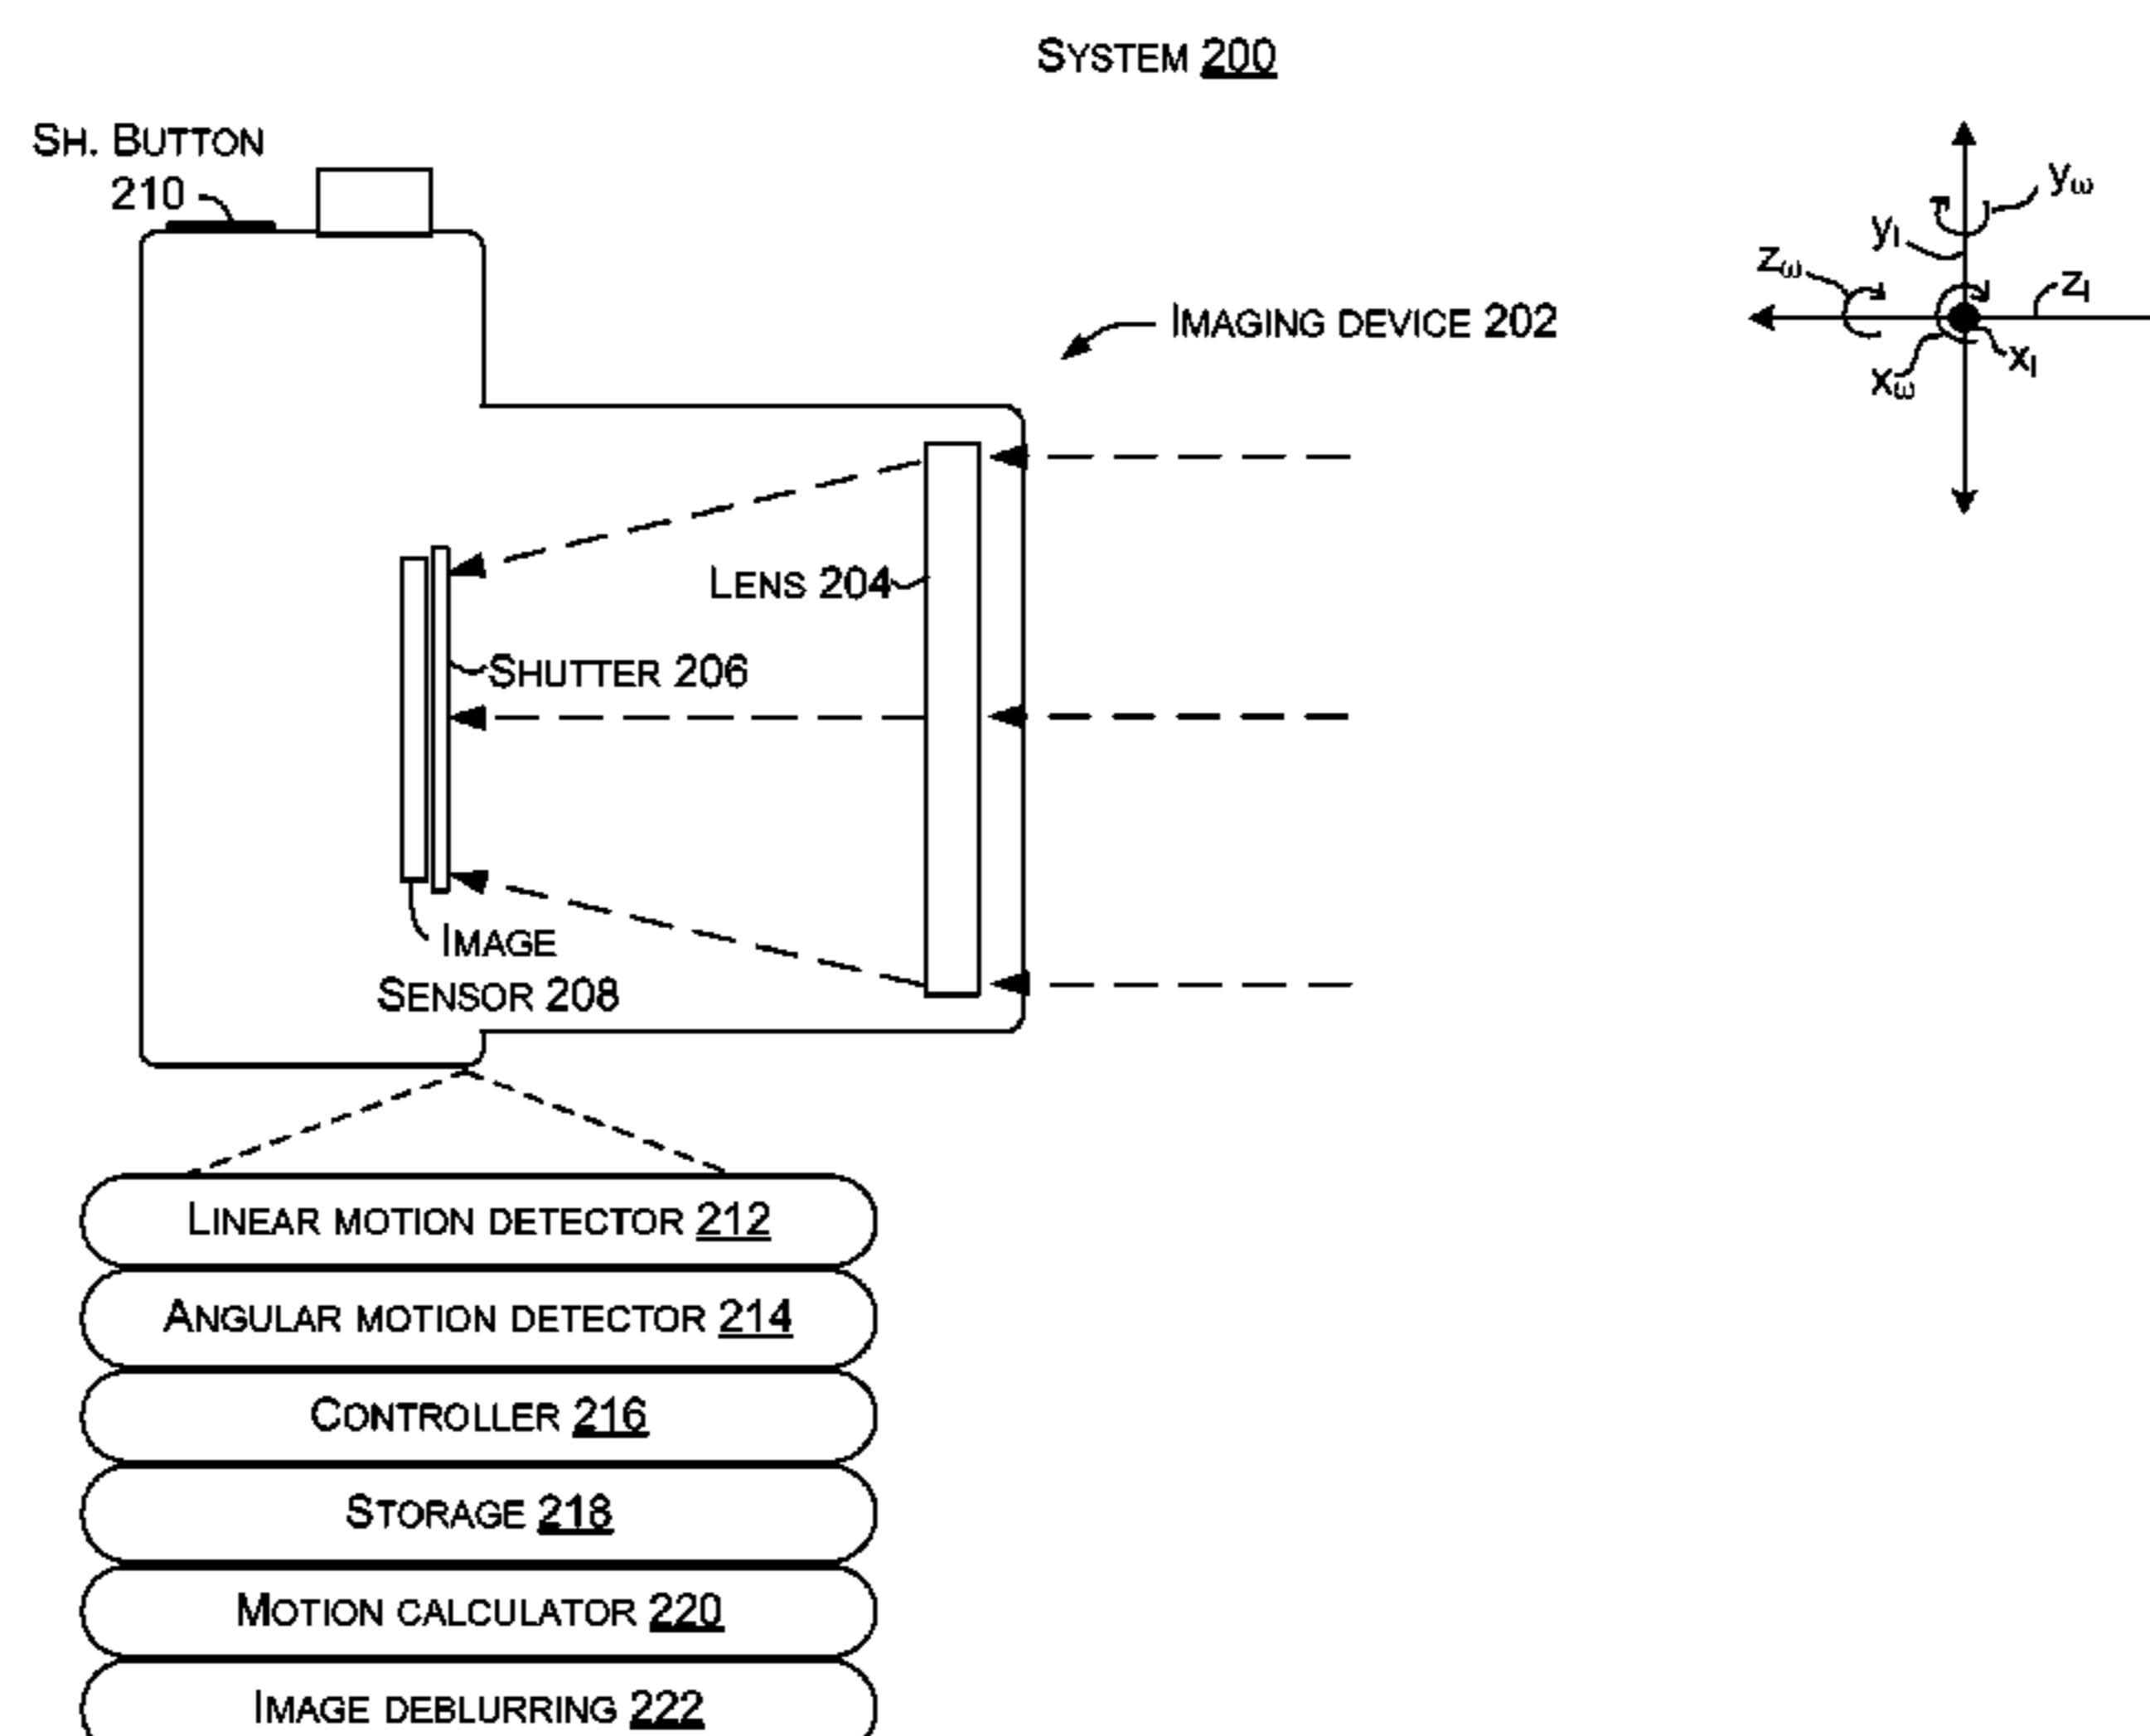 SYSTEM 200
SH. BUTTON
210
yω
yl
zω
zl
IMAGING DEVICE 202
xl
xω
LENS 204
SHUTTER 206
IMAGE
SENSOR 208
LINEAR MOTION DETECTOR 212
ANGULAR MOTION DETECTOR 214
CONTROLLER 216
STORAGE 218
MOTION CALCULATOR 220
IMAGE DEBLURRING 222